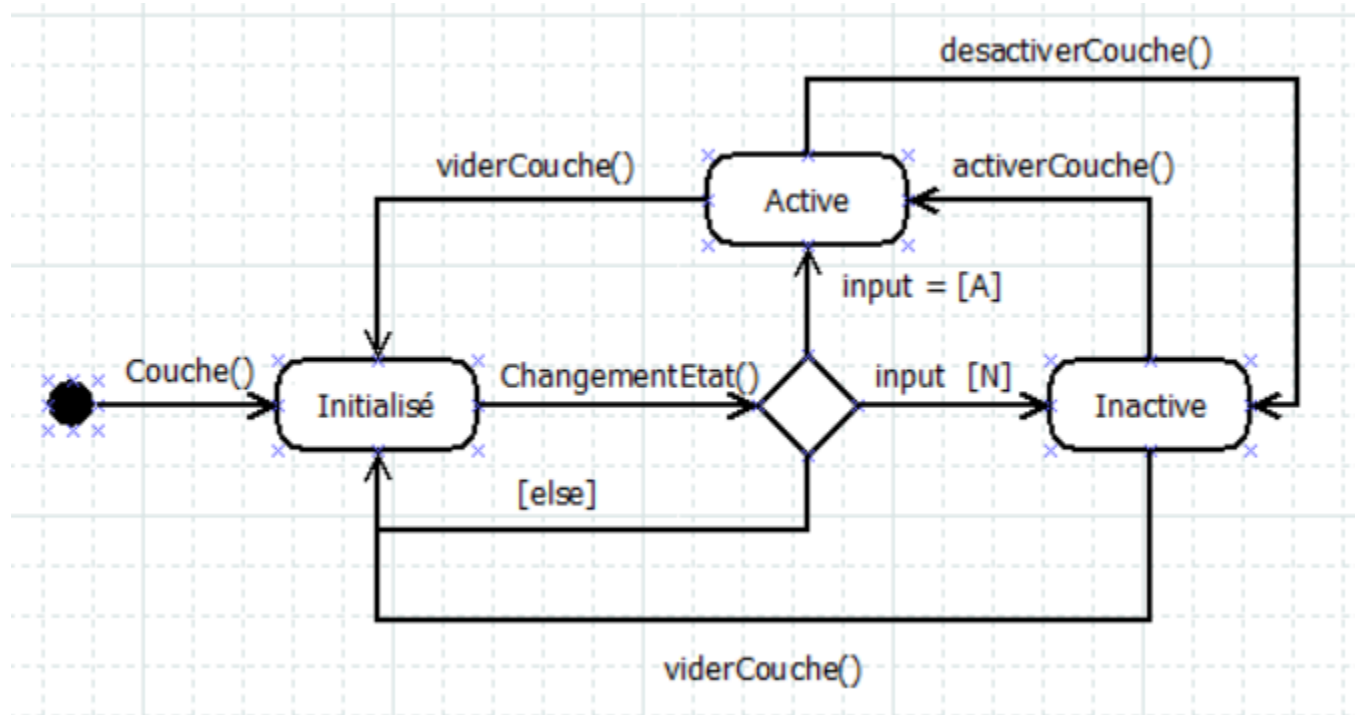 desactiverCouche()
viderCouche()
activerCouche()
Active
input = [A]
Couche()
ChangementEtat()
input [N]
Initialisé
Inactive
[else]
viderCouche()